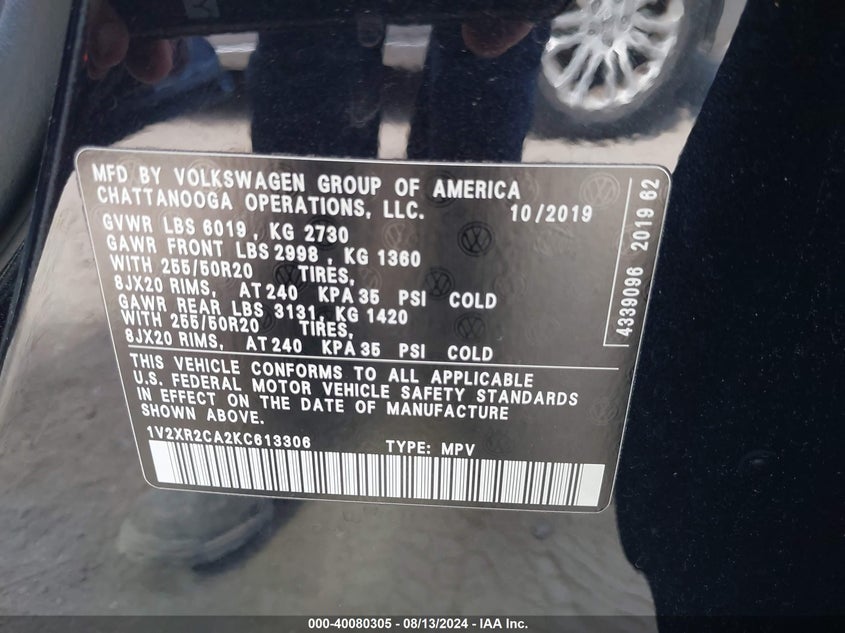 MFD BY VOLKSWAGEN GROUP OF AMERICA
CHATTANOOGA OPERATIONS, LLC. 10/2019
GVWR LBS 6019, KG 2730
GAWR FRONT LBS 2998, KG 1360
WITH 255/50R20 TIRES,
8JX20 RIMS, AT 240 KPA 35 PSI COLD
GAWR REAR LBS 3131, KG 1420
WITH 255/50R20 TIRES,
8JX20 RIMS, AT 240 KPA 35 PSI COLD
THIS VEHICLE CONFORMS TO ALL APPLICABLE
U.S. FEDERAL MOTOR VEHICLE SAFETY STANDARDS
IN EFFECT ON THE DATE OF MANUFACTURE
SHOWN ABOVE.
1V2XR2CA2KC613306 TYPE: MPV
4339096 2019 62
000-40080305 - 08/13/2024 - IAA Inc.